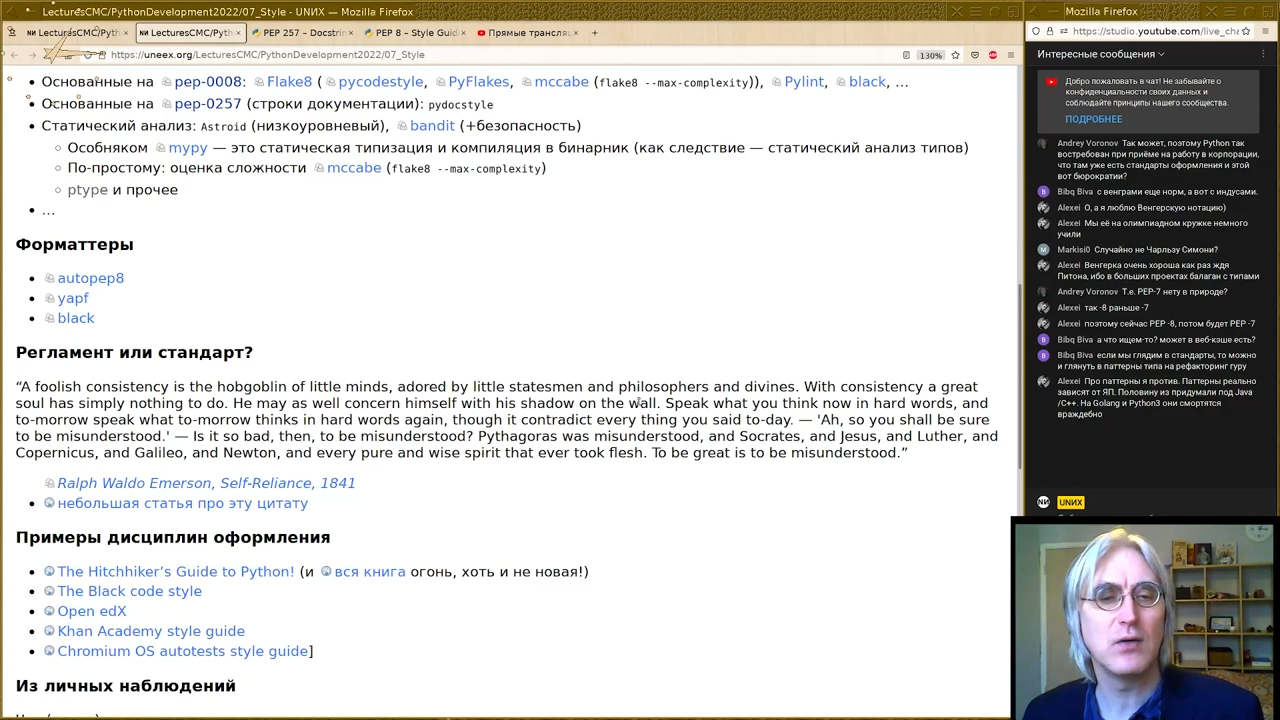 LecturesCMC/PythonDevelopment2022/07_Style - UNИX — Mozilla Firefox
Mozilla Firefox
LecturesCMC/Pyth
LecturesCMC/Pyth
PEP 257 – Docstrin
PEP 8 – Style Guid
Прямые трансляц
https://uneex.org/LecturesCMC/PythonDevelopment2022/07_Style
130%
https://studio.youtube.com/live_cha
• Основанные на pep-0008: Flake8 ( pycodestyle, PyFlakes, mccabe (flake8 --max-complexity)), Pylint, black, …
• Основанные на pep-0257 (строки документации): pydocstyle
• Статический анализ: Astroid (низкоуровневый), bandit (+безопасность)
Особняком mypy — это статическая типизация и компиляция в бинарник (как следствие — статический анализ типов)
По-простому: оценка сложности mccabe (flake8 --max-complexity)
ptype и прочее
• …
Форматтеры
• autopep8
• yapf
• black
Регламент или стандарт?
“A foolish consistency is the hobgoblin of little minds, adored by little statesmen and philosophers and divines. With consistency a great
soul has simply nothing to do. He may as well concern himself with his shadow on the wall. Speak what you think now in hard words, and
to-morrow speak what to-morrow thinks in hard words again, though it contradict every thing you said to-day. — 'Ah, so you shall be sure
to be misunderstood.' — Is it so bad, then, to be misunderstood? Pythagoras was misunderstood, and Socrates, and Jesus, and Luther, and
Copernicus, and Galileo, and Newton, and every pure and wise spirit that ever took flesh. To be great is to be misunderstood.”
Ralph Waldo Emerson, Self-Reliance, 1841
• небольшая статья про эту цитату
Примеры дисциплин оформления
• The Hitchhiker’s Guide to Python! (и вся книга огонь, хоть и не новая!)
• The Black code style
• Open edX
• Khan Academy style guide
• Chromium OS autotests style guide]
Из личных наблюдений
Интересные сообщения
Добро пожаловать в чат! Не забывайте о
конфиденциальности своих данных и
соблюдайте принципы нашего сообщества.
ПОДРОБНЕЕ
Andrey Voronov Так может, поэтому Python так
востребован при приёме на работу в корпорации,
что там уже есть стандарты оформления и этой
вот бюрократии?
Bibq Biva с венграми еще норм, а вот с индусами.
Alexei О, а я люблю Венгерскую нотацию)
Alexei Мы её на олимпиадном кружке немного
учили
Markisi0 Случайно не Чарльзу Симони?
Alexei Венгерка очень хороша как раз ждя
Питона, ибо в больших проектах балаган с типами
Andrey Voronov Т.е. PEP-7 нету в природе?
Alexei так -8 раньше -7
Alexei поэтому сейчас PEP -8, потом будет PEP -7
Bibq Biva а что ищем-то? может в веб-кэше есть?
Bibq Biva если мы глядим в стандарты, то можно
и глянуть в паттерны типа на рефакторинг гуру
Alexei Про паттерны я против. Паттерны реально
зависят от ЯП. Половину из придумали под Java
/C++. На Golang и Python3 они смортятся
враждебно
UNИX